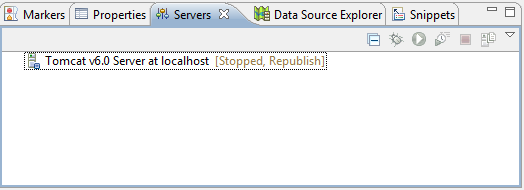 Markers Properties Servers Data Source Explorer Snippets
Tomcat v6.0 Server at localhost [Stopped, Republish]